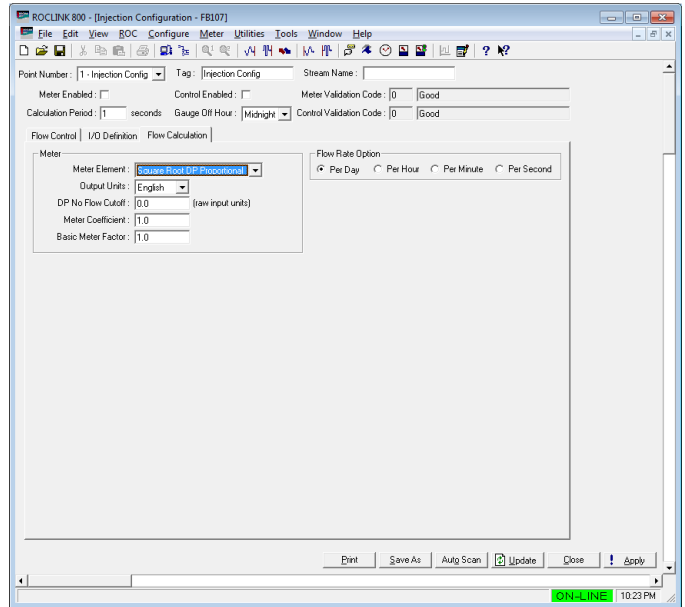 ROCLINK 800 - [Injection Configuration - FB107]
File Edit View ROC Configure Meter Utilities Tools Window Help
Point Number : 1 - Injection Config Tag : Injection Config Stream Name :
Meter Enabled : Control Enabled : Meter Validation Code : 0 Good
Calculation Period : 1 seconds Gauge Off Hour : Midnight Control Validation Code : 0 Good
Flow Control I/O Definition Flow Calculation
Meter
Meter Element : Square Root DP Proportional
Output Units : English
DP No Flow Cutoff : 0.0 (raw input units)
Meter Coefficient : 1.0
Basic Meter Factor : 1.0
Flow Rate Option
Per Day Per Hour Per Minute Per Second
Print Save As Auto Scan Update Close ! Apply
ON-LINE 10:23 PM